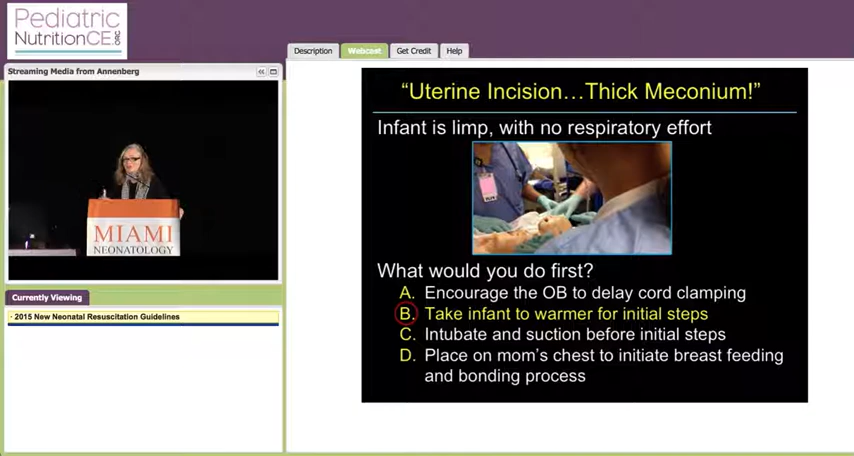 Pediatric
NutritionCE.ORG
Description
Webcast
Get Credit
Help
Streaming Media from Annenberg
MIAMI
NEONATOLOGY
Currently Viewing
· 2015 New Neonatal Resuscitation Guidelines
“Uterine Incision…Thick Meconium!”
Infant is limp, with no respiratory effort
What would you do first?
A. Encourage the OB to delay cord clamping
B. Take infant to warmer for initial steps
C. Intubate and suction before initial steps
D. Place on mom’s chest to initiate breast feeding
and bonding process